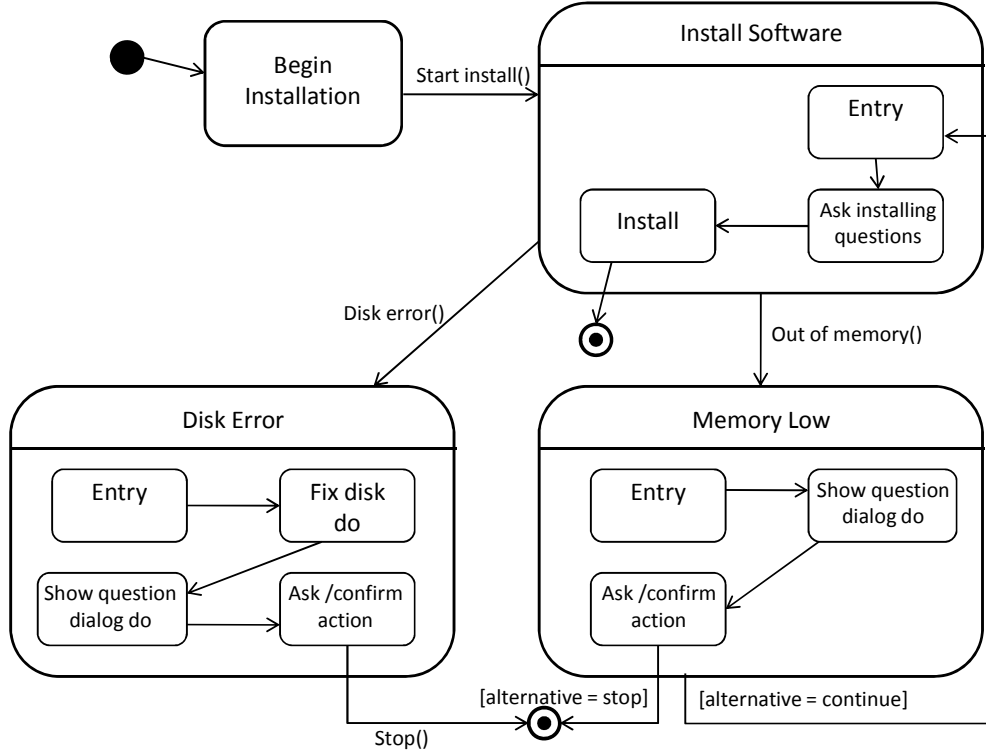 Install Software
Begin
Installation
Start install()
Entry
Install
Ask installing
questions
Disk error()
Out of memory()
Disk Error
Entry
Fix disk
do
Show question
dialog do
Ask /confirm
action
Memory Low
Entry
Show question
dialog do
Ask /confirm
action
[alternative = stop]
[alternative = continue]
Stop()